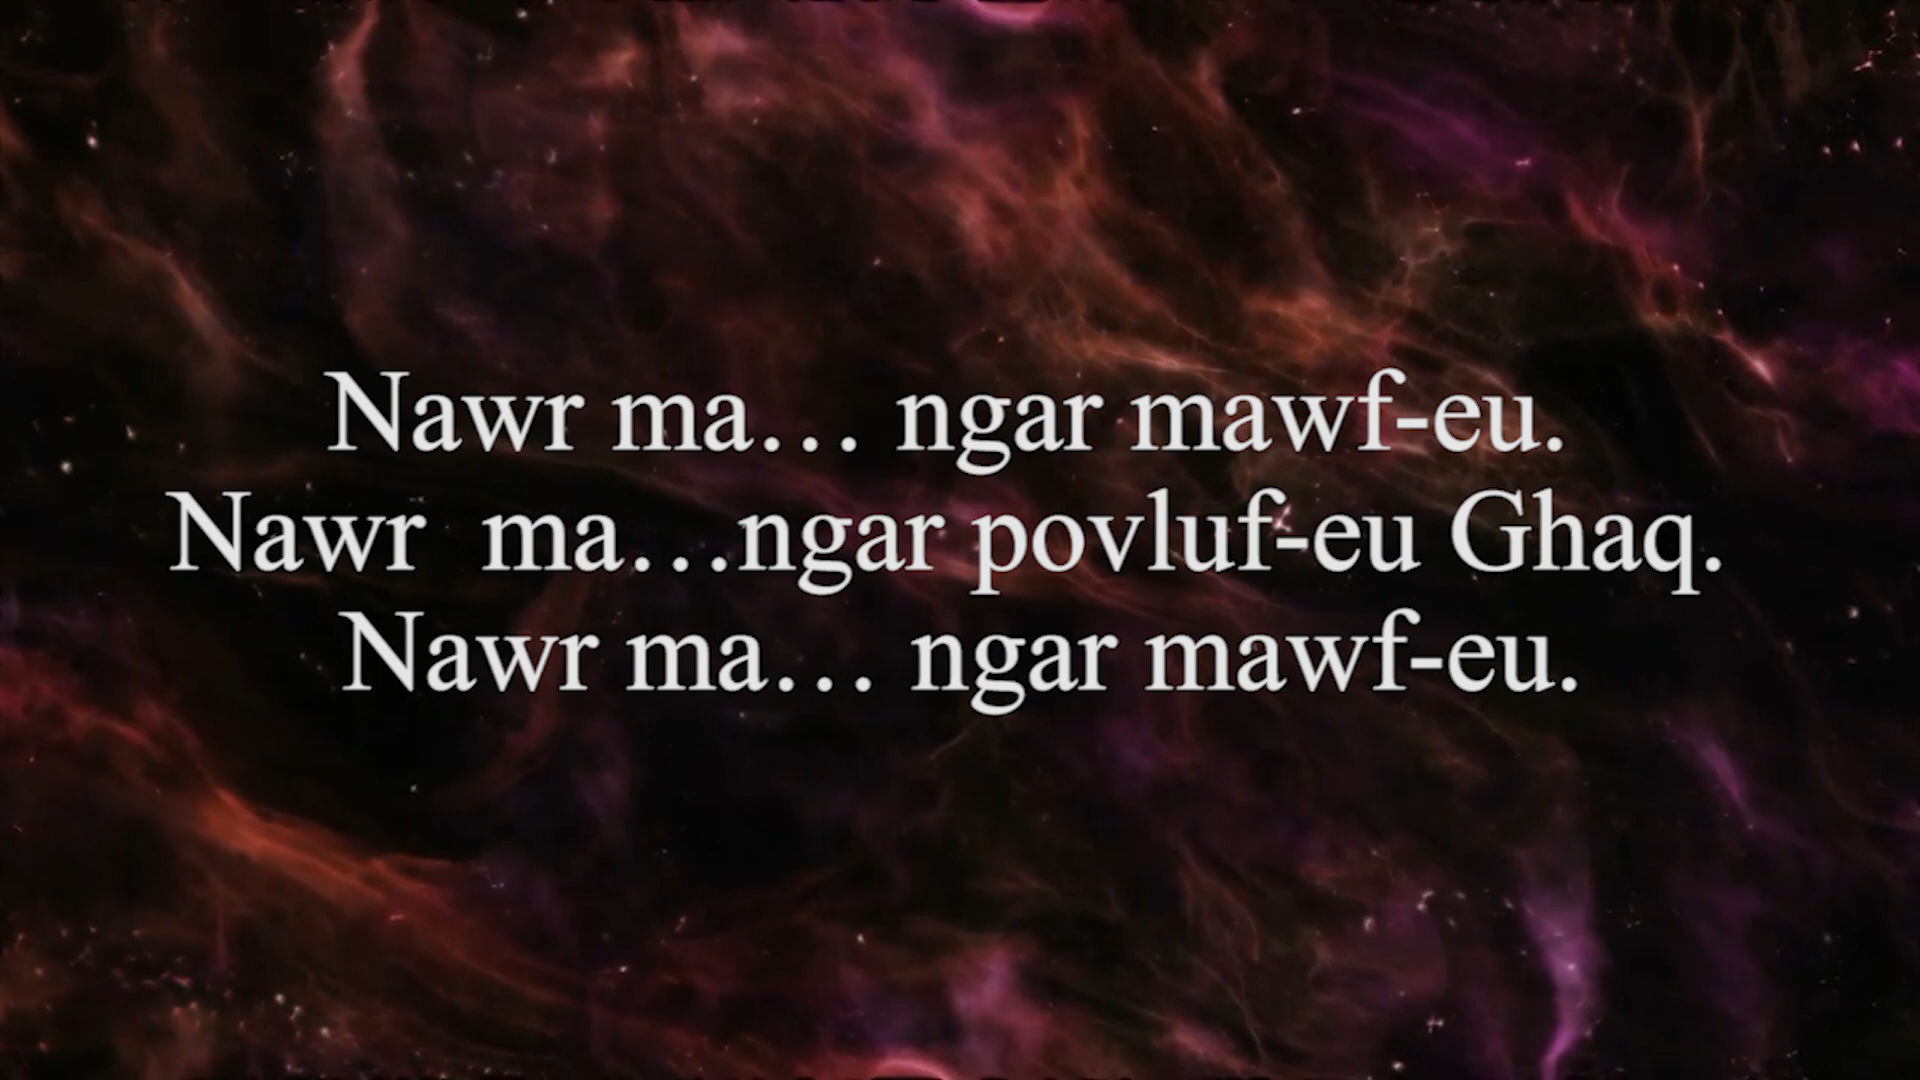 Nawr ma… ngar mawf-eu.
Nawr  ma…ngar povluf-eu Ghaq.
Nawr ma… ngar mawf-eu.